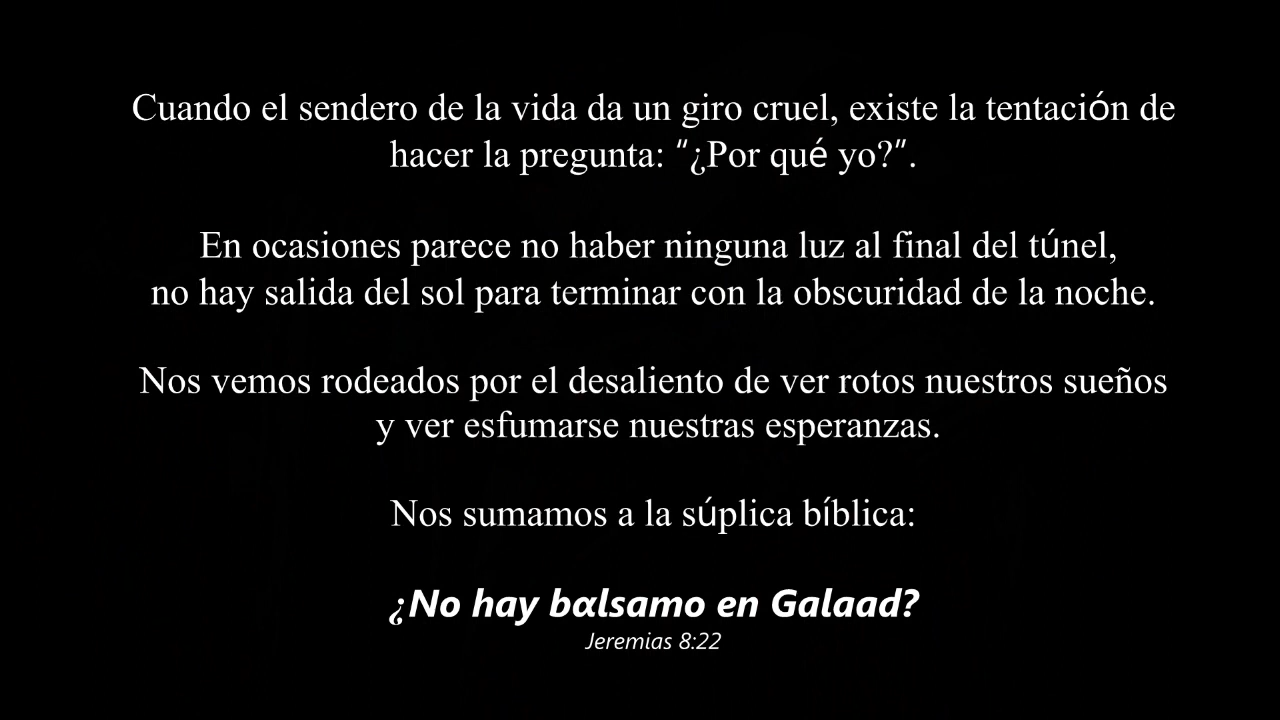 Cuando el sendero de la vida da un giro cruel, existe la tentación de
hacer la pregunta: "¿Por qué yo?".
En ocasiones parece no haber ninguna luz al final del túnel,
no hay salida del sol para terminar con la obscuridad de la noche.
Nos vemos rodeados por el desaliento de ver rotos nuestros sueños
y ver esfumarse nuestras esperanzas.
Nos sumamos a la súplica bíblica:
¿No hay bαlsamo en Galaad?
Jeremias 8:22